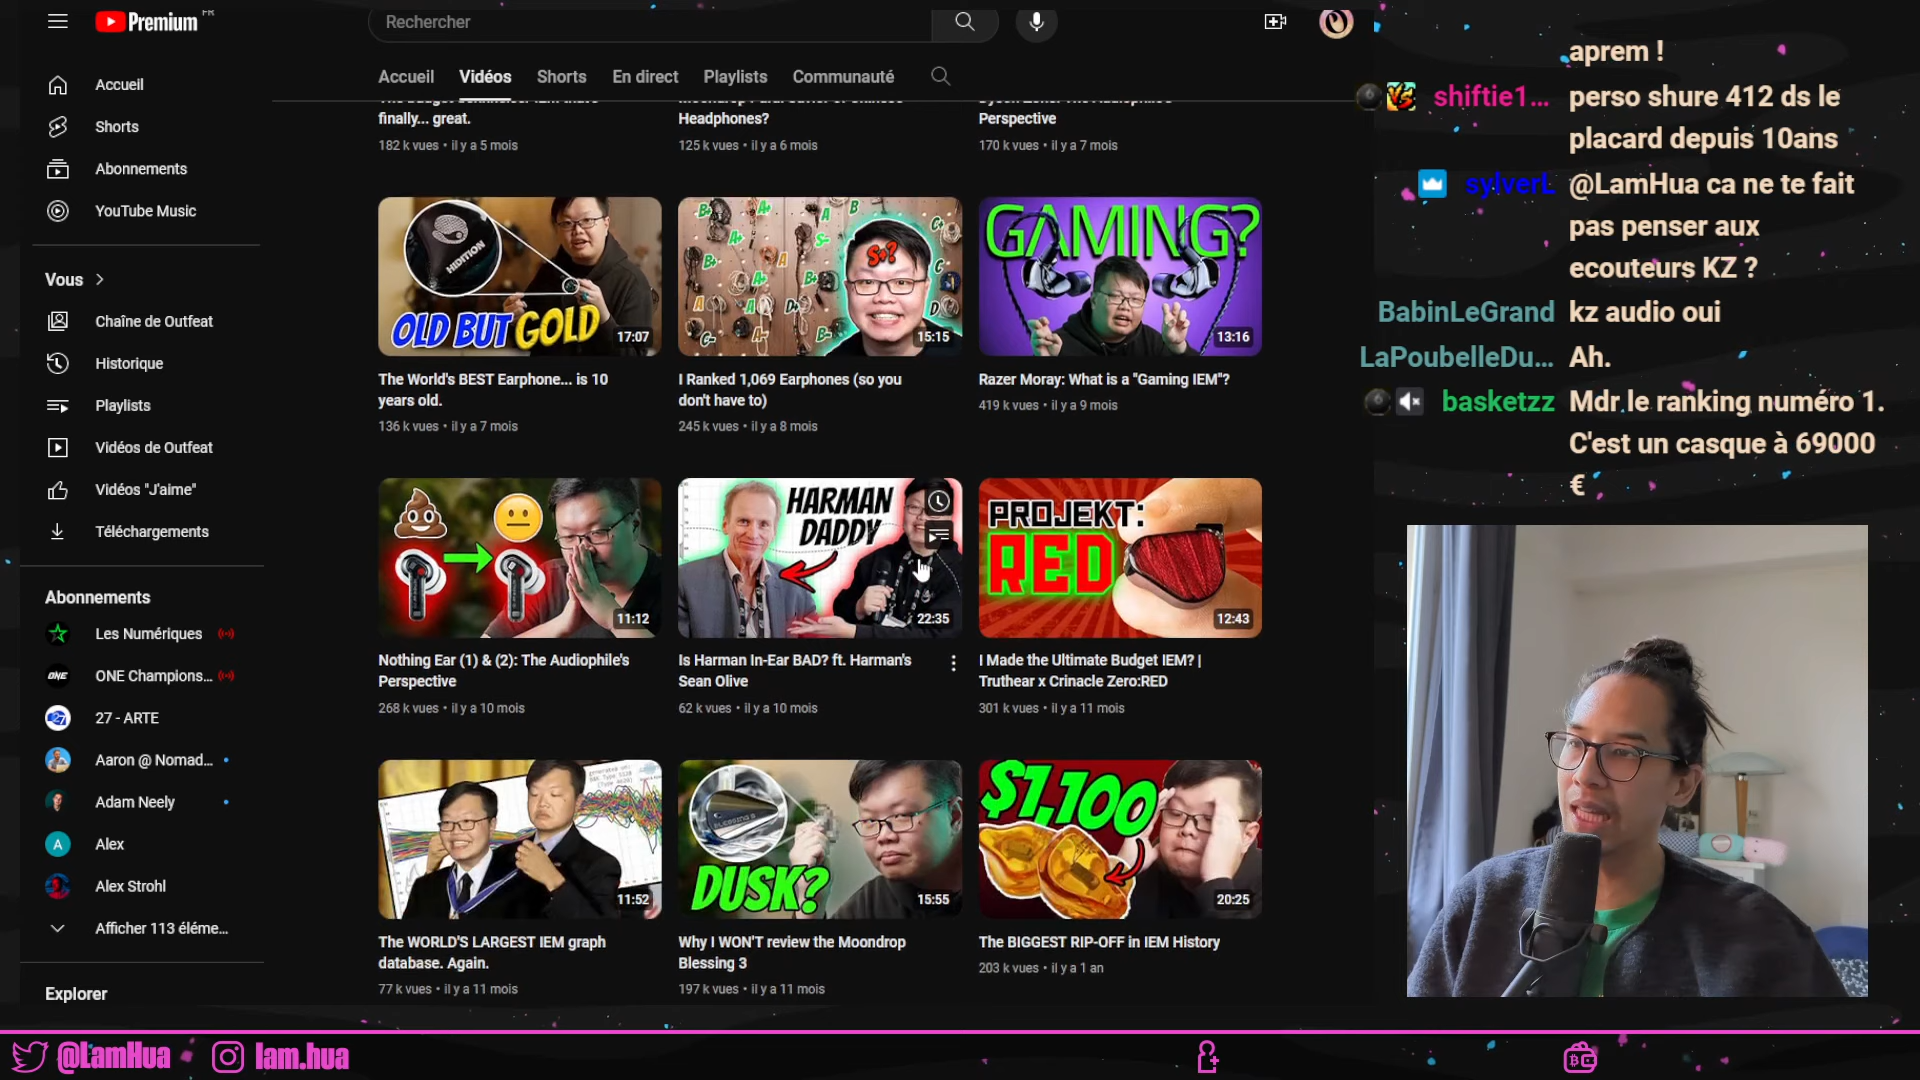 Premium FR
Rechercher
Accueil
Vidéos
Shorts
En direct
Playlists
Communauté
Accueil
Shorts
Abonnements
YouTube Music
Vous
Chaîne de Outfeat
Historique
Playlists
Vidéos de Outfeat
Vidéos "J'aime"
Téléchargements
Abonnements
Les Numériques
ONE Champions...
27 - ARTE
Aaron @ Nomad...
Adam Neely
A
Alex
Alex Strohl
Afficher 113 éléme...
Explorer
finally... great.
182 k vues • il y a 5 mois
Headphones?
125 k vues • il y a 6 mois
Perspective
170 k vues • il y a 7 mois
HIDITION
OLD BUT GOLD
17:07
The World's BEST Earphone... is 10
years old.
136 k vues • il y a 7 mois
S+?
15:15
I Ranked 1,069 Earphones (so you
don't have to)
245 k vues • il y a 8 mois
GAMING?
13:16
Razer Moray: What is a "Gaming IEM"?
419 k vues • il y a 9 mois
11:12
Nothing Ear (1) & (2): The Audiophile's
Perspective
268 k vues • il y a 10 mois
HARMAN
DADDY
22:35
Is Harman In-Ear BAD? ft. Harman's
Sean Olive
62 k vues • il y a 10 mois
PROJEKT:
RED
12:43
I Made the Ultimate Budget IEM? |
Truthear x Crinacle Zero:RED
301 k vues • il y a 11 mois
11:52
The WORLD'S LARGEST IEM graph
database. Again.
77 k vues • il y a 11 mois
DUSK?
15:55
Why I WON'T review the Moondrop
Blessing 3
197 k vues • il y a 11 mois
$1,100
20:25
The BIGGEST RIP-OFF in IEM History
203 k vues • il y a 1 an
aprem !
shiftie1... perso shure 412 ds le
placard depuis 10ans
sylverL @LamHua ca ne te fait
pas penser aux
ecouteurs KZ ?
BabinLeGrand kz audio oui
LaPoubelleDu... Ah.
basketzz Mdr le ranking numéro 1.
C'est un casque à 69000
€
@LamHua
lam.hua